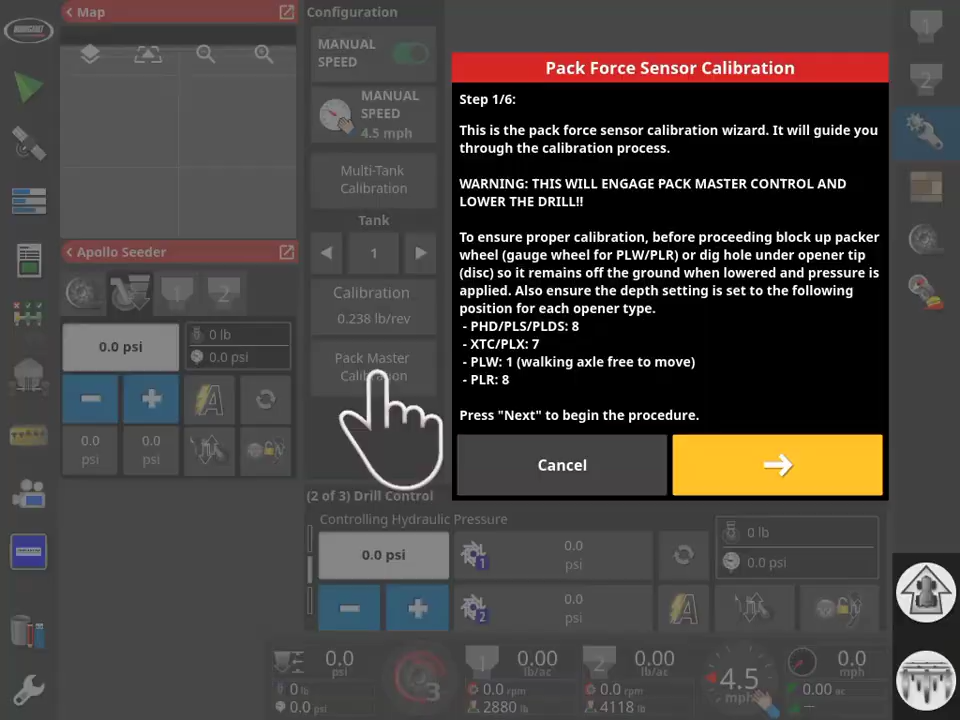 Map
Configuration
MANUAL
SPEED
MANUAL
SPEED
4.5 mph
Multi-Tank
Calibration
Tank
1
Calibration
0.238 lb/rev
Pack Master
Calibration
Apollo Seeder
1
2
0.0 psi
0 lb
0.0 psi
0.0
psi
0.0
psi
Pack Force Sensor Calibration
Step 1/6:
This is the pack force sensor calibration wizard. It will guide you
through the calibration process.
WARNING: THIS WILL ENGAGE PACK MASTER CONTROL AND
LOWER THE DRILL!!
To ensure proper calibration, before proceeding block up packer
wheel (gauge wheel for PLW/PLR) or dig hole under opener tip
(disc) so it remains off the ground when lowered and pressure is
applied. Also ensure the depth setting is set to the following
position for each opener type.
- PHD/PLS/PLDS: 8
- XTC/PLX: 7
- PLW: 1 (walking axle free to move)
- PLR: 8
Press "Next" to begin the procedure.
Cancel
1
2
(2 of 3) Drill Control
Controlling Hydraulic Pressure
0.0 psi
1
0.0
psi
0 lb
0.0 psi
2
0.0
psi
A
0.0
psi
0 lb
0.0
3
1
0.00
lb/ac
0.0 rpm
2880 lb
2
0.00
lb/ac
0.0 rpm
4118 lb
4.5
0.0
mph
0.00 ac